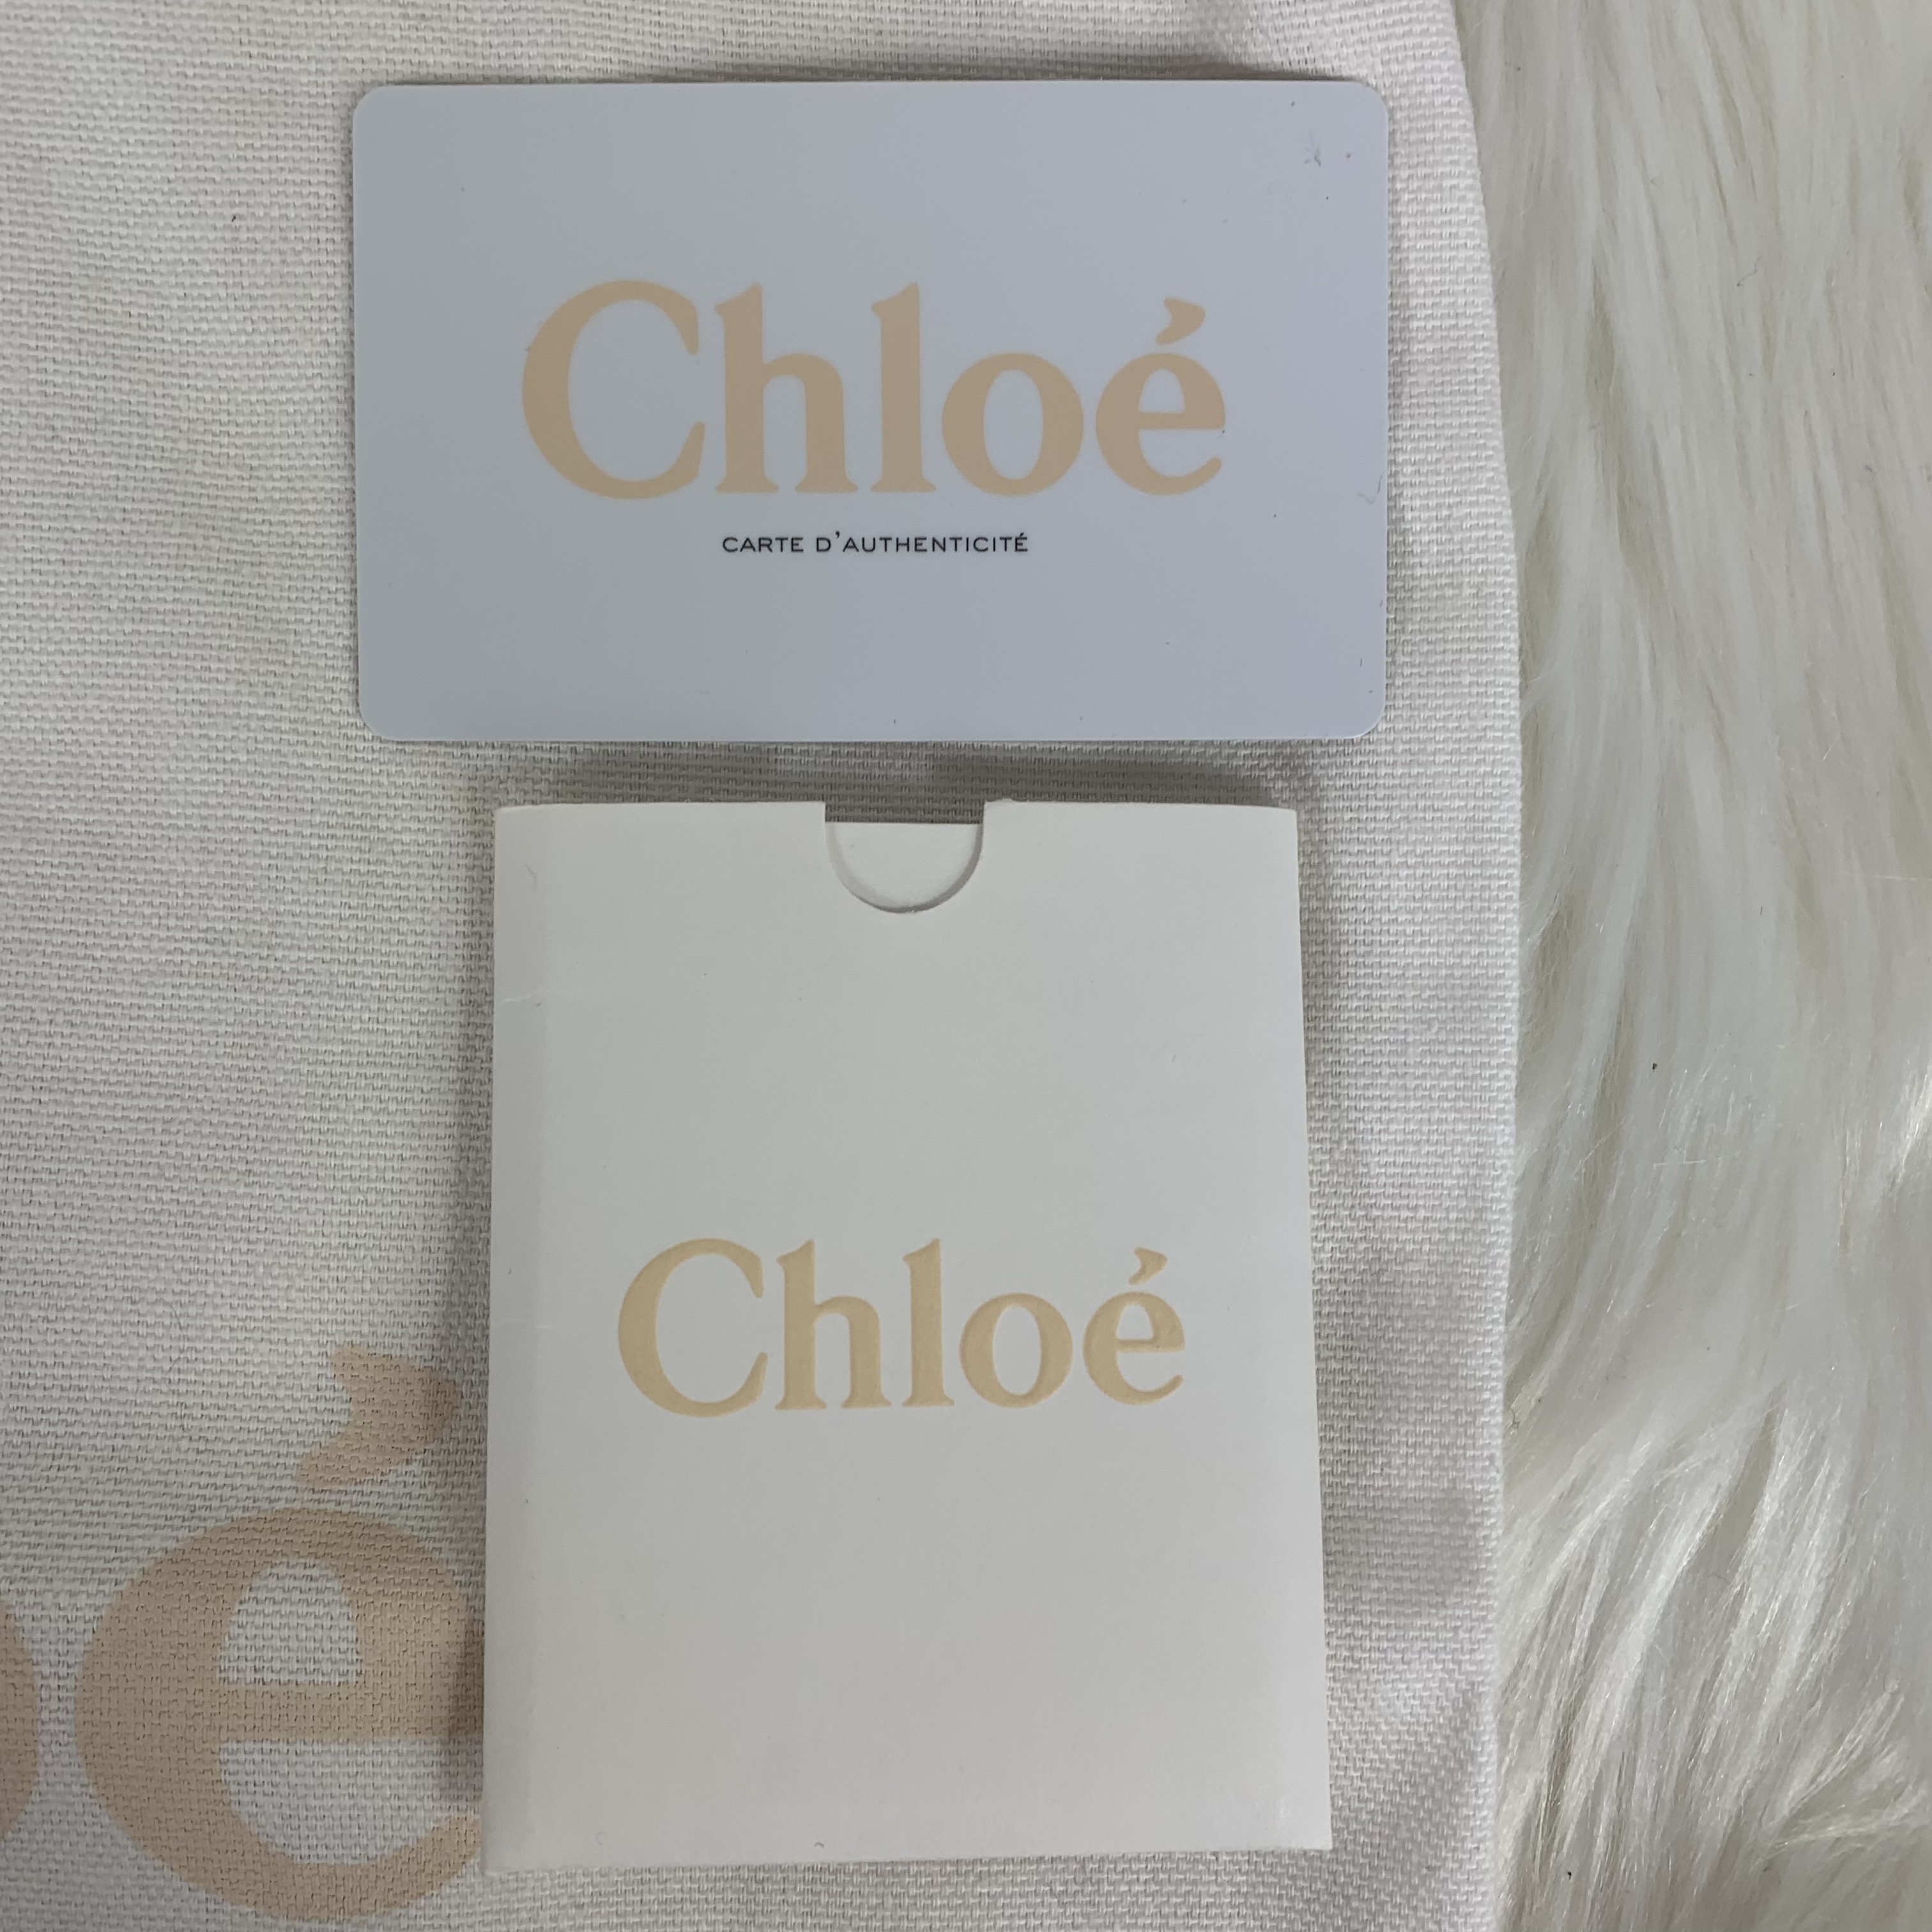 Chloé
CARTE D'AUTHENTICITÉ
Chloé
é